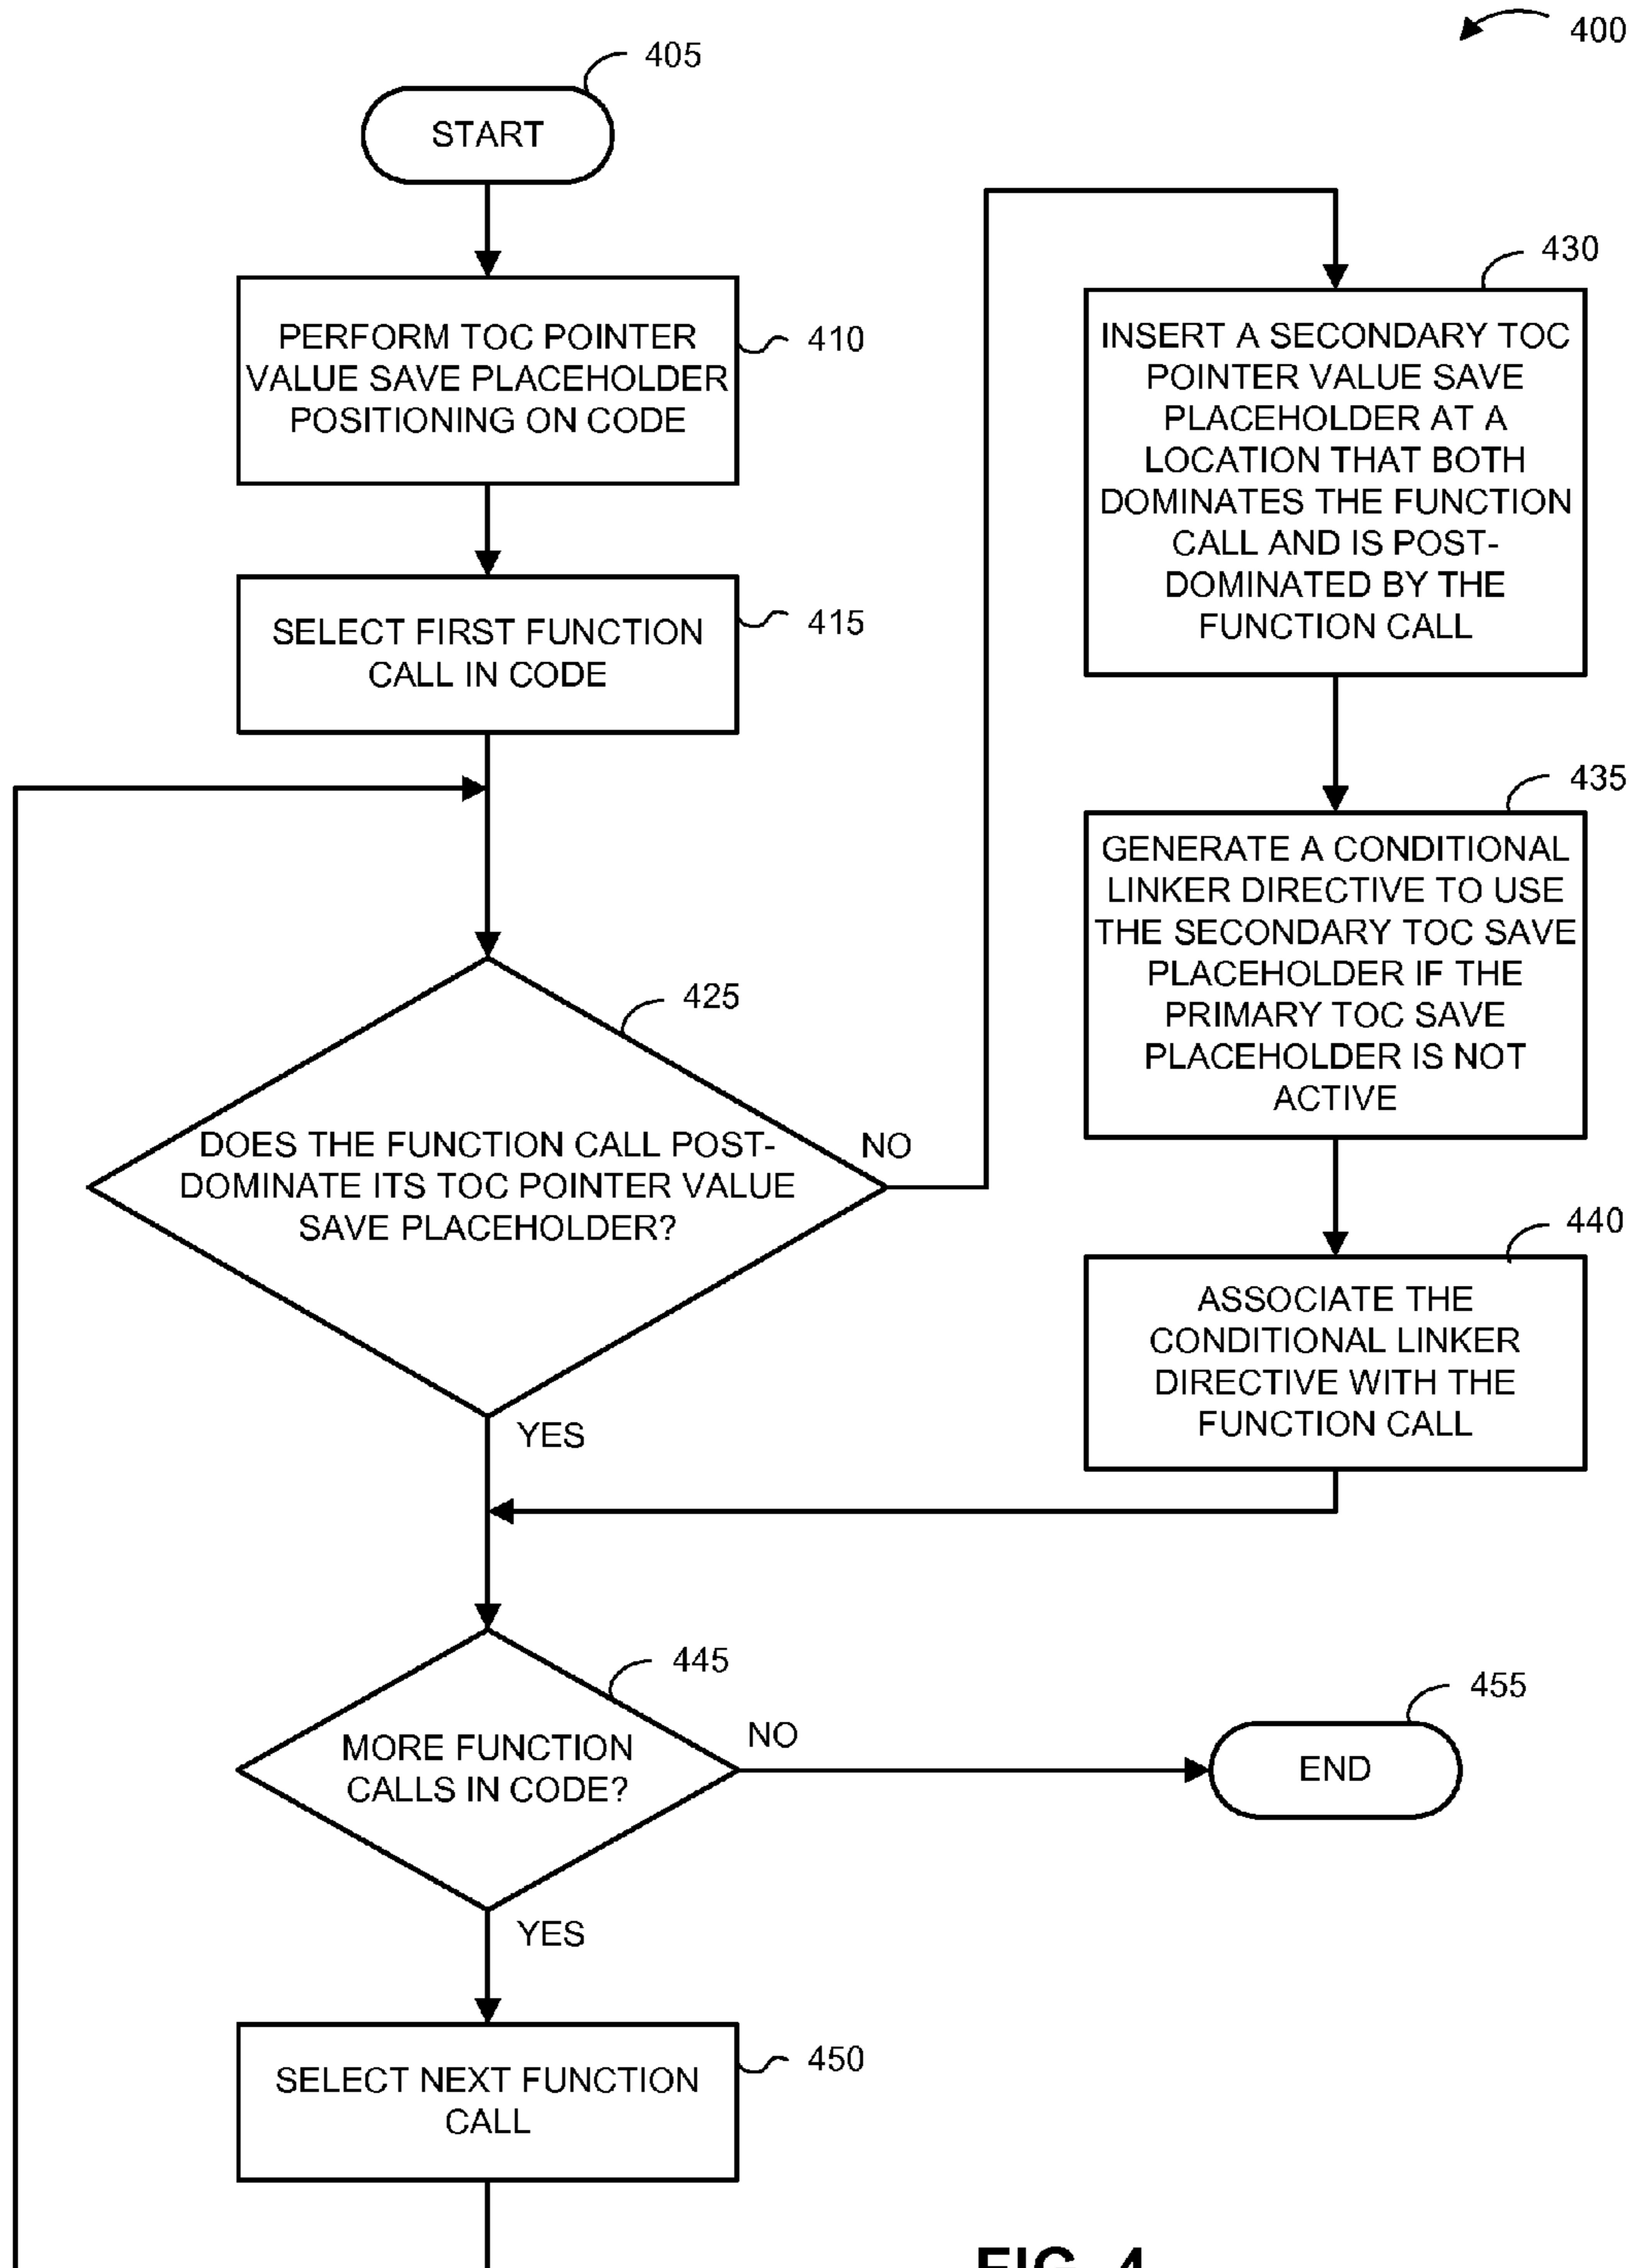 400
405
START
PERFORM TOC POINTER
VALUE SAVE PLACEHOLDER
POSITIONING ON CODE
410
SELECT FIRST FUNCTION
CALL IN CODE
415
425
DOES THE FUNCTION CALL POST-
DOMINATE ITS TOC POINTER VALUE
SAVE PLACEHOLDER?
NO
YES
430
INSERT A SECONDARY TOC
POINTER VALUE SAVE
PLACEHOLDER AT A
LOCATION THAT BOTH
DOMINATES THE FUNCTION
CALL AND IS POST-
DOMINATED BY THE
FUNCTION CALL
435
GENERATE A CONDITIONAL
LINKER DIRECTIVE TO USE
THE SECONDARY TOC SAVE
PLACEHOLDER IF THE
PRIMARY TOC SAVE
PLACEHOLDER IS NOT
ACTIVE
440
ASSOCIATE THE
CONDITIONAL LINKER
DIRECTIVE WITH THE
FUNCTION CALL
445
MORE FUNCTION
CALLS IN CODE?
NO
455
END
YES
SELECT NEXT FUNCTION
CALL
450
FIG. 4